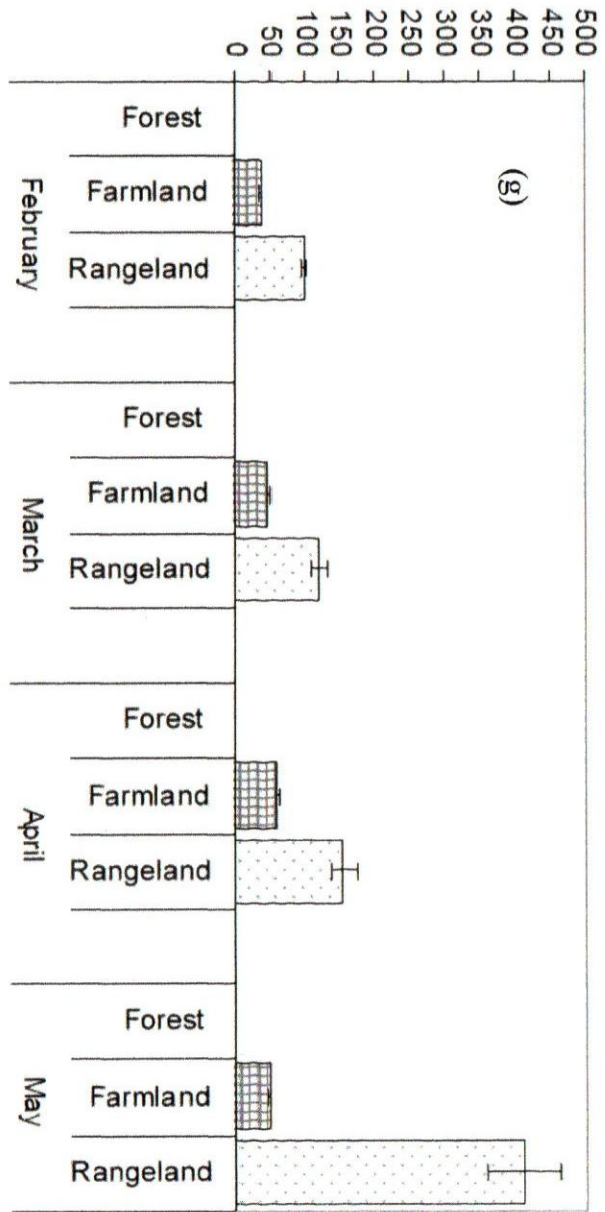 500
450
400
350
300
250
200
150
100
50
0
(g)
Forest
Farmland
Rangeland
February
Forest
Farmland
Rangeland
March
Forest
Farmland
Rangeland
April
Forest
Farmland
Rangeland
May